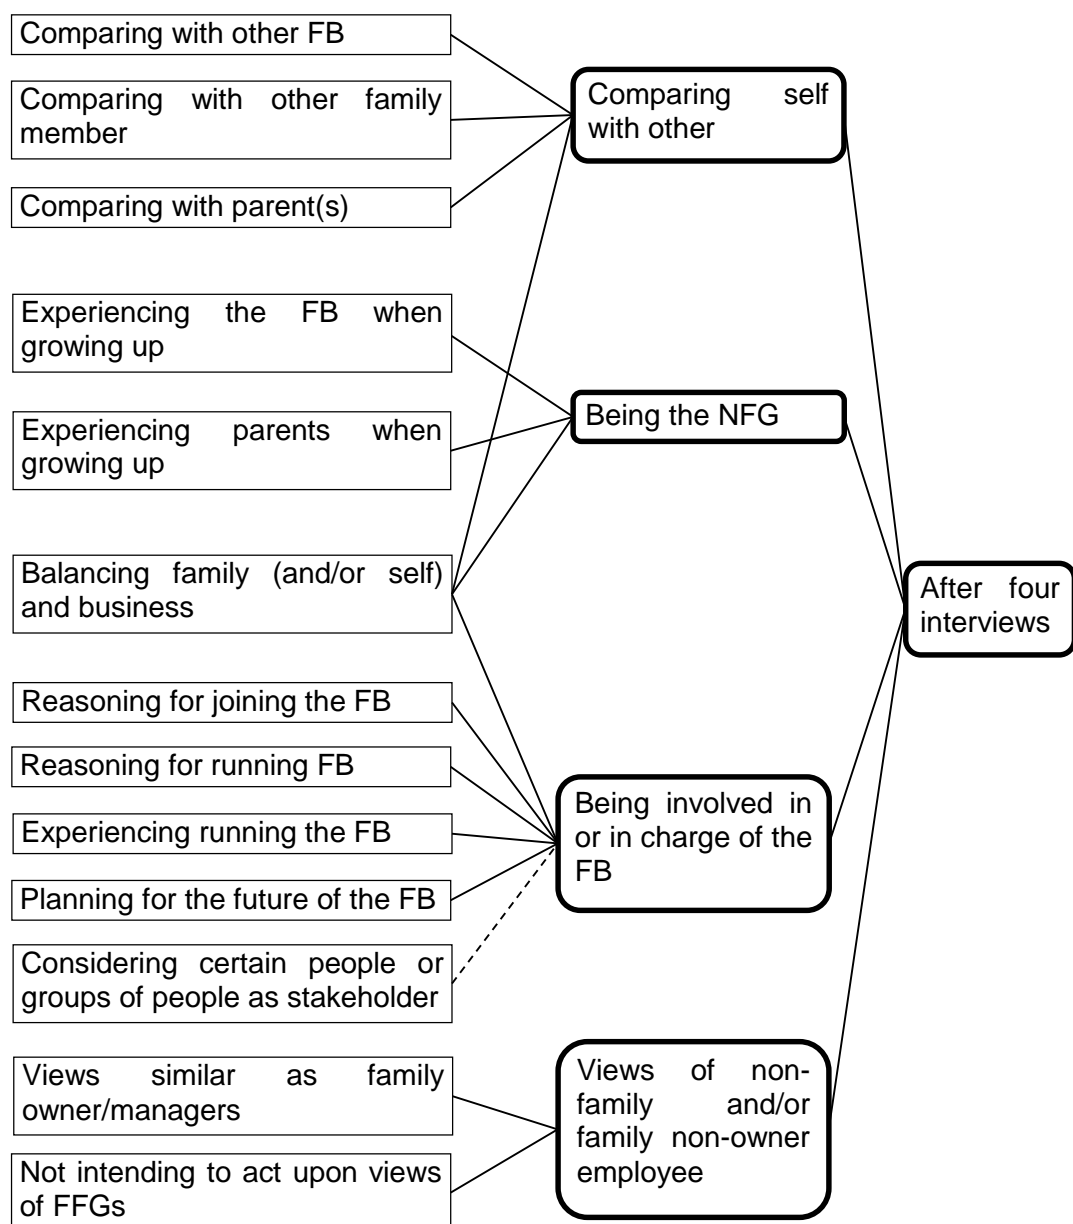 Comparing with other FB
Comparing with other family
member
Comparing with parent(s)
Experiencing the FB when
growing up
Experiencing parents when
growing up
Balancing family (and/or self)
and business
Reasoning for joining the FB
Reasoning for running FB
Experiencing running the FB
Planning for the future of the FB
Considering certain people or
groups of people as stakeholder
Views similar as family
owner/managers
Not intending to act upon views
of FFGs
Comparing self
with other
Being the NFG
Being involved in
or in charge of the
FB
Views of non-
family and/or
family non-owner
employee
After four
interviews